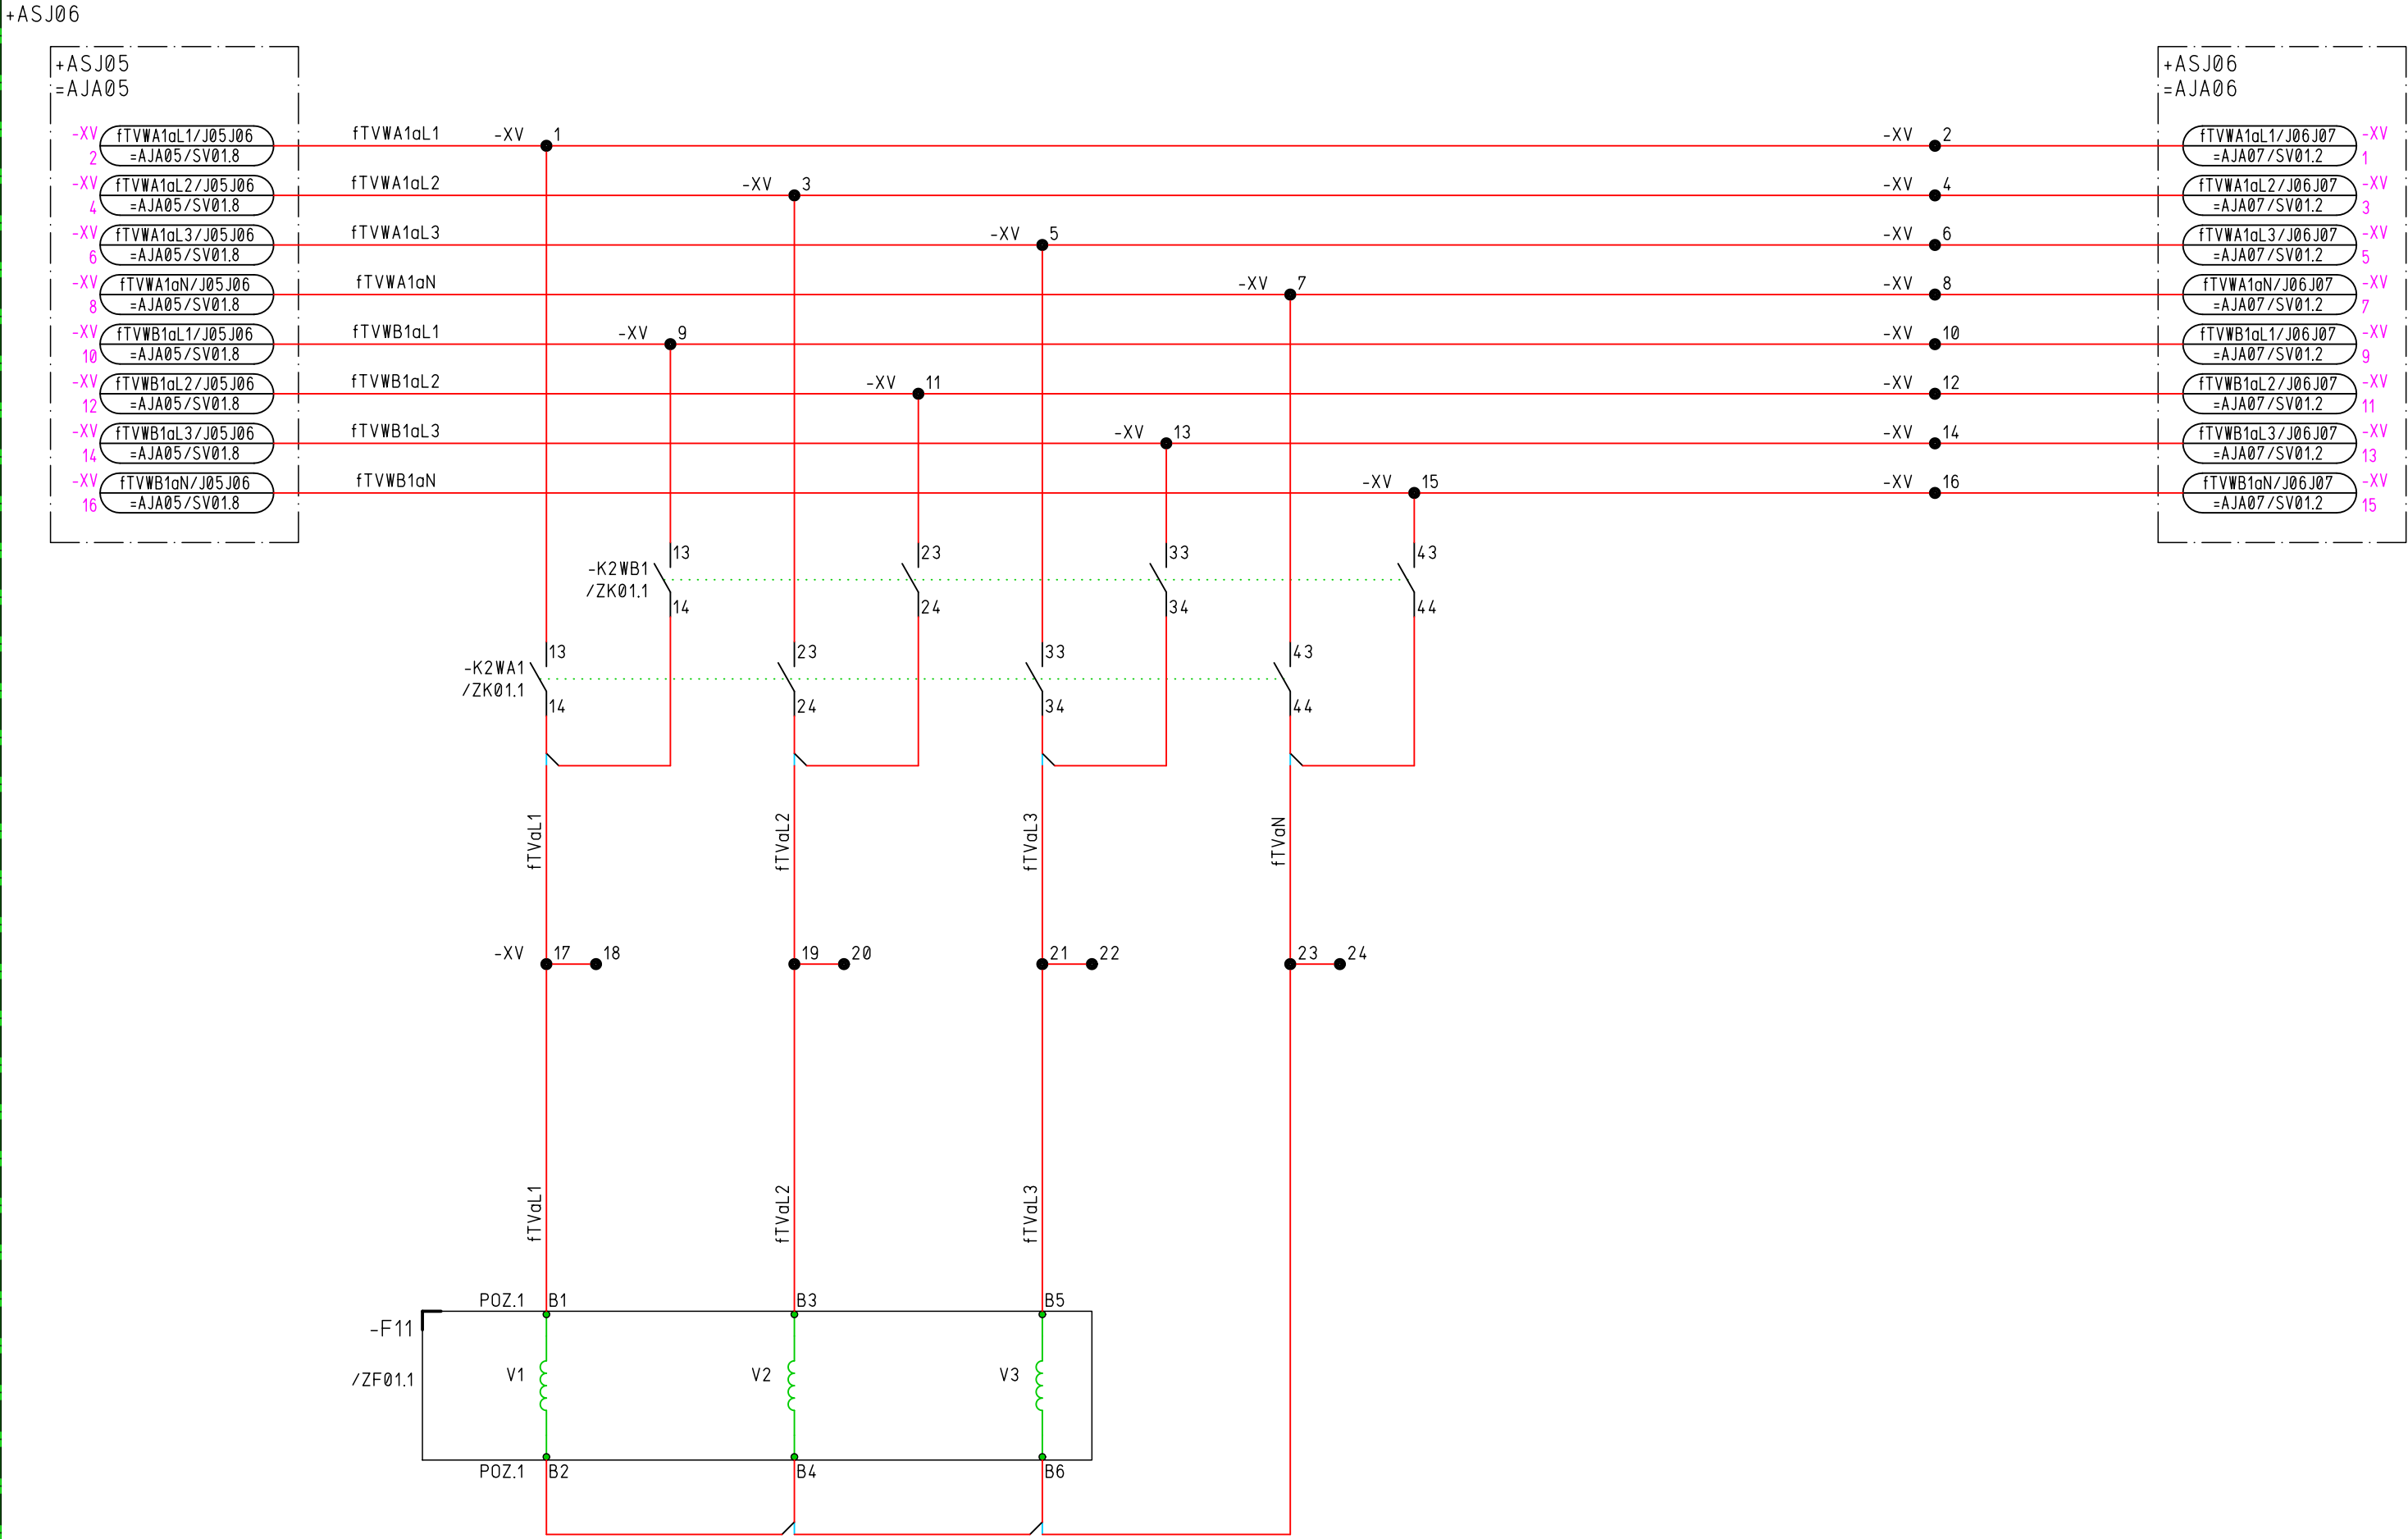 +ASJ06
+ASJ05
=AJA05
+ASJ06
=AJA06
-XV fTVWA1aL1/J05J06 fTVWA1aL1 -XV 1 -XV 2 fTVWA1aL1/J06J07 -XV
2 =AJA05/SV01.8 =AJA07/SV01.2 1
-XV fTVWA1aL2/J05J06 fTVWA1aL2 -XV 3 -XV 4 fTVWA1aL2/J06J07 -XV
4 =AJA05/SV01.8 =AJA07/SV01.2 3
-XV fTVWA1aL3/J05J06 fTVWA1aL3 -XV 5 -XV 6 fTVWA1aL3/J06J07 -XV
6 =AJA05/SV01.8 =AJA07/SV01.2 5
-XV fTVWA1aN/J05J06 fTVWA1aN -XV 7 -XV 8 fTVWA1aN/J06J07 -XV
8 =AJA05/SV01.8 =AJA07/SV01.2 7
-XV fTVWB1aL1/J05J06 fTVWB1aL1 -XV 9 -XV 10 fTVWB1aL1/J06J07 -XV
10 =AJA05/SV01.8 =AJA07/SV01.2 9
-XV fTVWB1aL2/J05J06 fTVWB1aL2 -XV 11 -XV 12 fTVWB1aL2/J06J07 -XV
12 =AJA05/SV01.8 =AJA07/SV01.2 11
-XV fTVWB1aL3/J05J06 fTVWB1aL3 -XV 13 -XV 14 fTVWB1aL3/J06J07 -XV
14 =AJA05/SV01.8 =AJA07/SV01.2 13
-XV fTVWB1aN/J05J06 fTVWB1aN -XV 15 -XV 16 fTVWB1aN/J06J07 -XV
16 =AJA05/SV01.8 =AJA07/SV01.2 15
13 23 33 43
-K2WB1
/ZK01.1
14 24 34 44
13 23 33 43
-K2WA1
/ZK01.1
14 24 34 44
fTVaL1 fTVaL2 fTVaL3 fTVaN
-XV 17 18 19 20 21 22 23 24
fTVaL1 fTVaL2 fTVaL3
POZ.1 B1 B3 B5
-F11
/ZF01.1 V1 V2 V3
POZ.1 B2 B4 B6